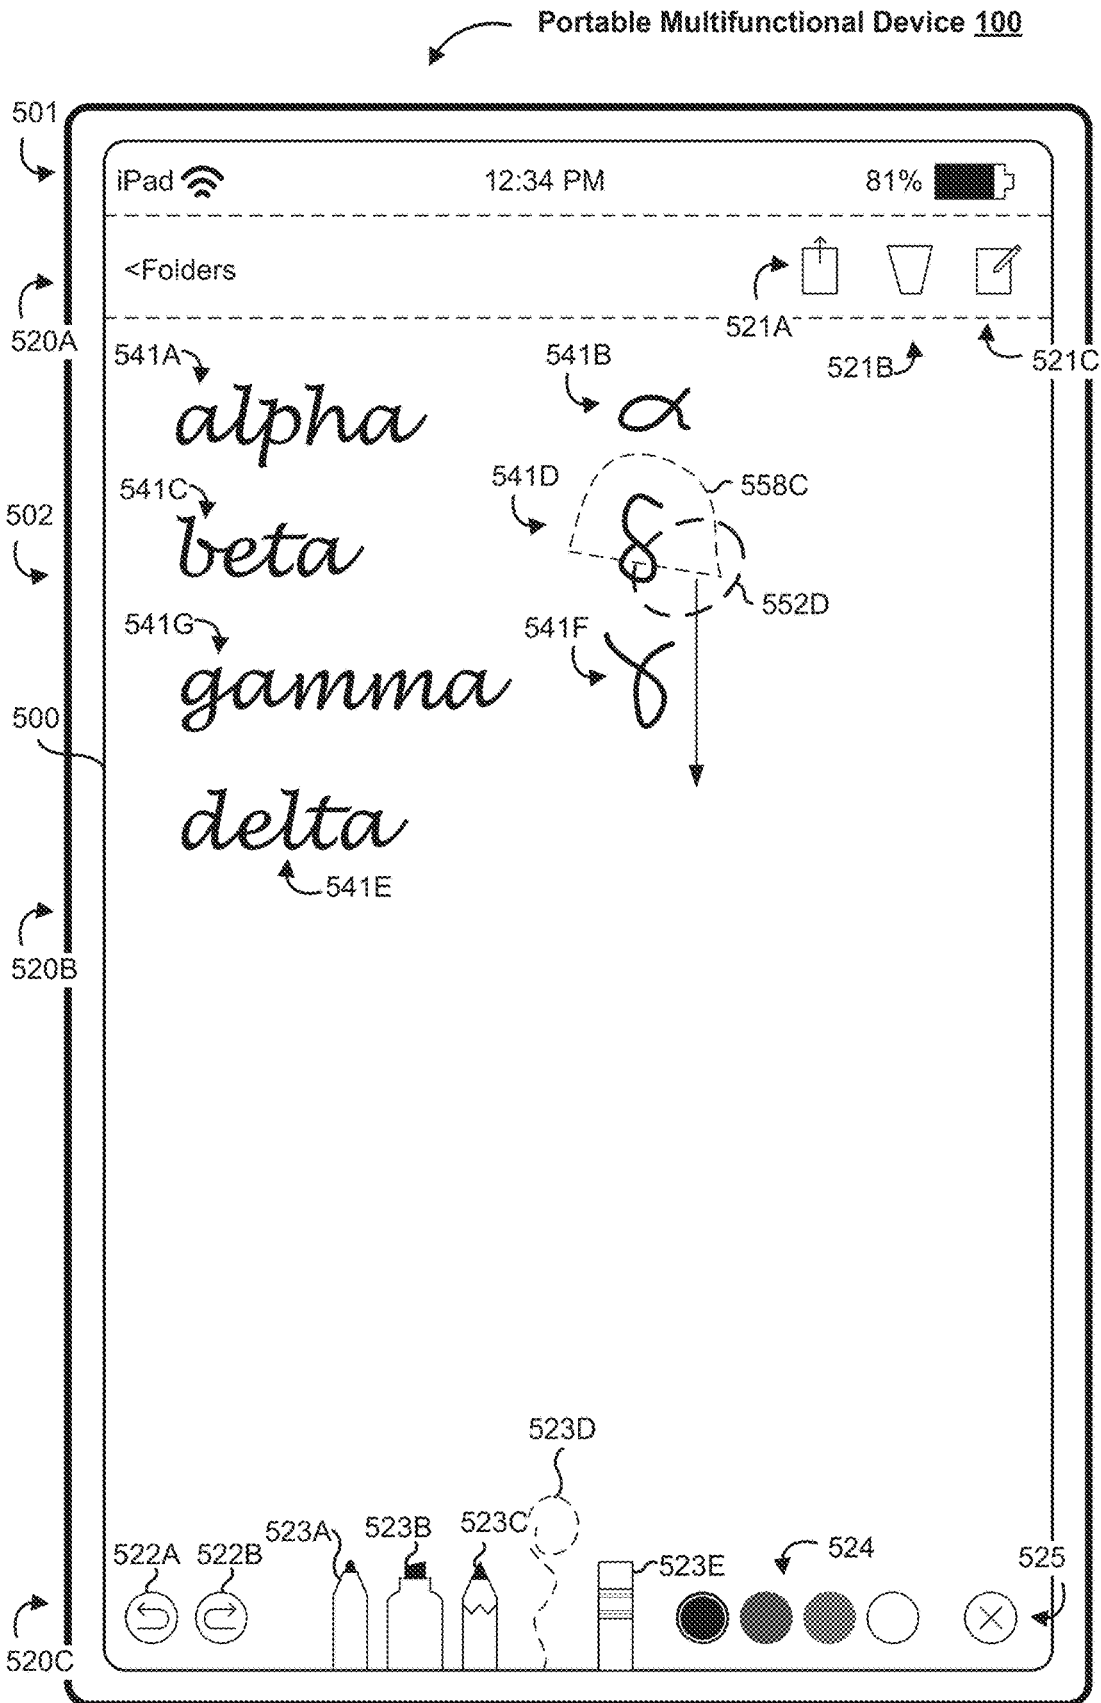 Portable Multifunctional Device 100
501
iPad 12:34 PM 81%
<Folders
520A 521A 521B 521C
541A 541B
alpha α
541C 541D 558C
502
beta δ
552D
541G 541F
gamma γ
500
delta
541E
520B
523D
522A 522B 523A 523B 523C 523E 524 525
520C